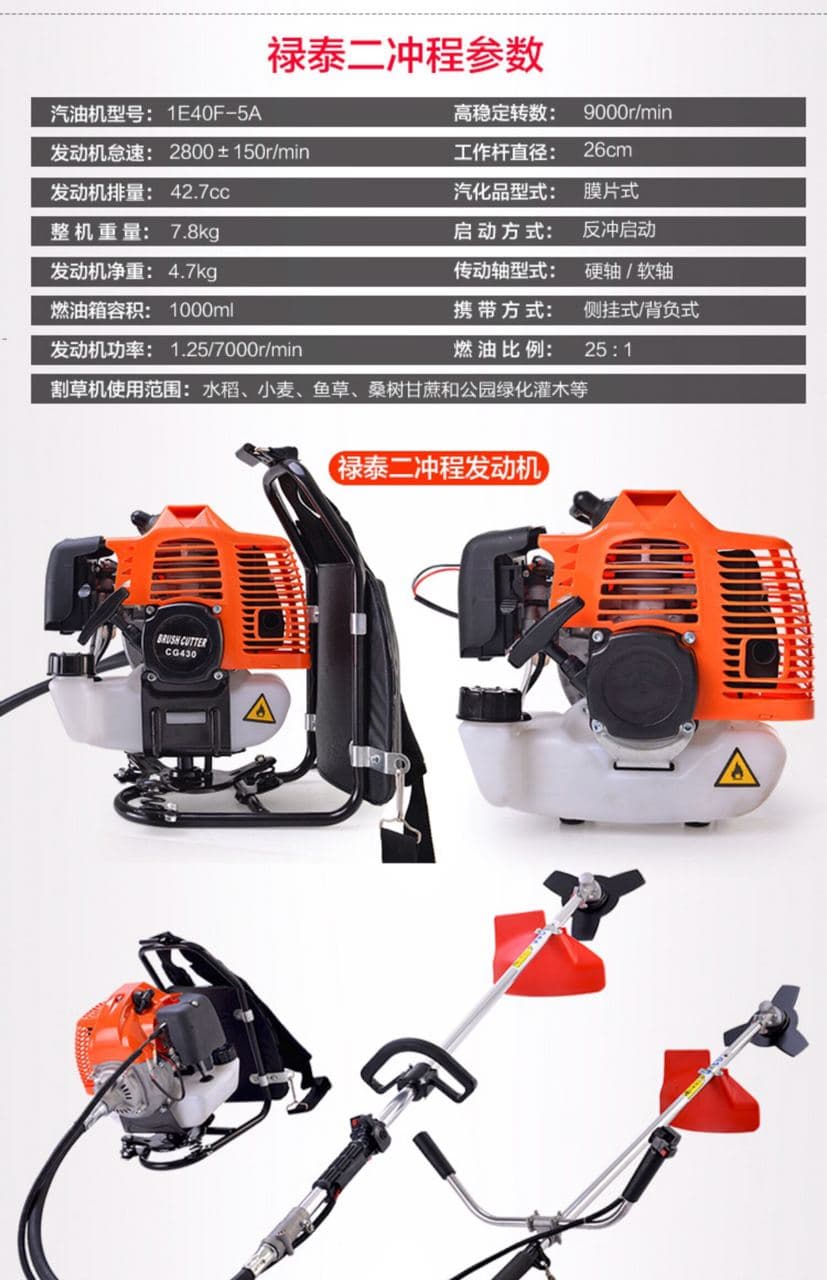 禄泰二冲程参数
汽油机型号： 1E40F-5A 高稳定转数： 9000r/min
发动机怠速： 2800±150r/min 工作杆直径： 26cm
发动机排量： 42.7cc 汽化品型式： 膜片式
整机重量： 7.8kg 启动方式： 反冲启动
发动机净重： 4.7kg 传动轴型式： 硬轴 / 软轴
燃油箱容积： 1000ml 携带方式： 侧挂式/背负式
发动机功率： 1.25/7000r/min 燃油比例： 25 : 1
割草机使用范围： 水稻、小麦、鱼草、桑树甘蔗和公园绿化灌木等
禄泰二冲程发动机
BRUSH CUTTER
CG430